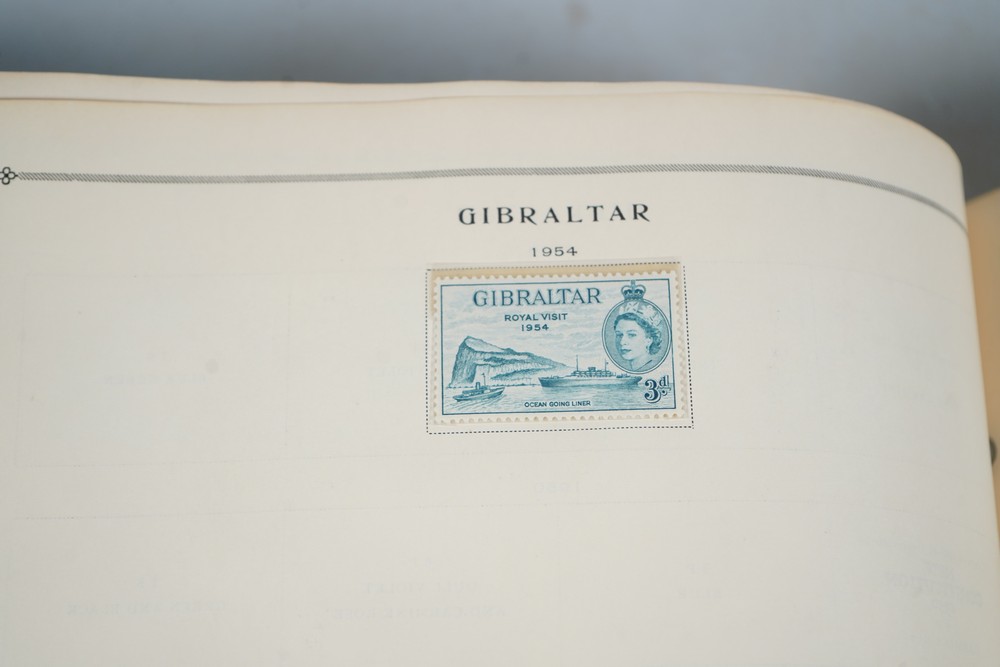 GIBRALTAR
1954
GIBRALTAR
ROYAL VISIT
1954
3d
OCEAN GOING LINER